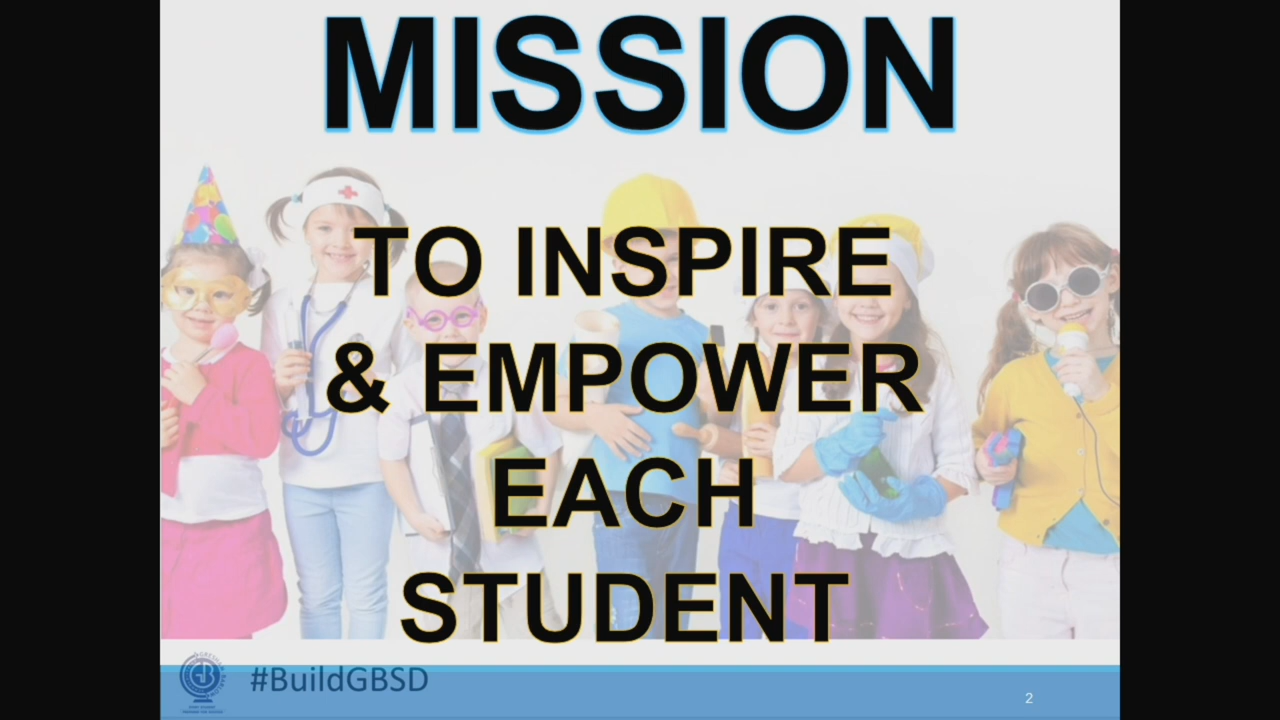 MISSION
TO INSPIRE
& EMPOWER
EACH
STUDENT
#BuildGBSD
2